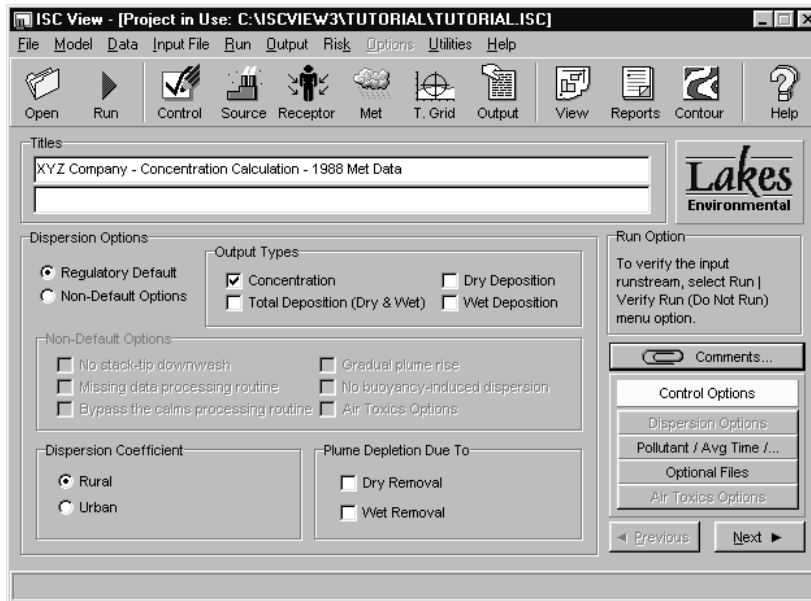 ISC View - [Project in Use: C:\ISCVIEW3\TUTORIAL\TUTORIAL.ISC]
File Model Data Input File Run Output Risk Options Utilities Help
Open Run Control Source Receptor Met T. Grid Output View Reports Contour Help
Titles
XYZ Company - Concentration Calculation - 1988 Met Data
Lakes
Environmental
Dispersion Options
Regulatory Default
Non-Default Options
Output Types
Concentration
Dry Deposition
Total Deposition (Dry & Wet)
Wet Deposition
Non-Default Options
No stack-tip downwash
Gradual plume rise
Missing data processing routine
No buoyancy-induced dispersion
Bypass the calms processing routine
Air Toxics Options
Dispersion Coefficient
Rural
Urban
Plume Depletion Due To
Dry Removal
Wet Removal
Run Option
To verify the input
runstream, select Run |
Verify Run (Do Not Run)
menu option.
Comments...
Control Options
Dispersion Options
Pollutant / Avg Time /...
Optional Files
Air Toxics Options
Previous
Next